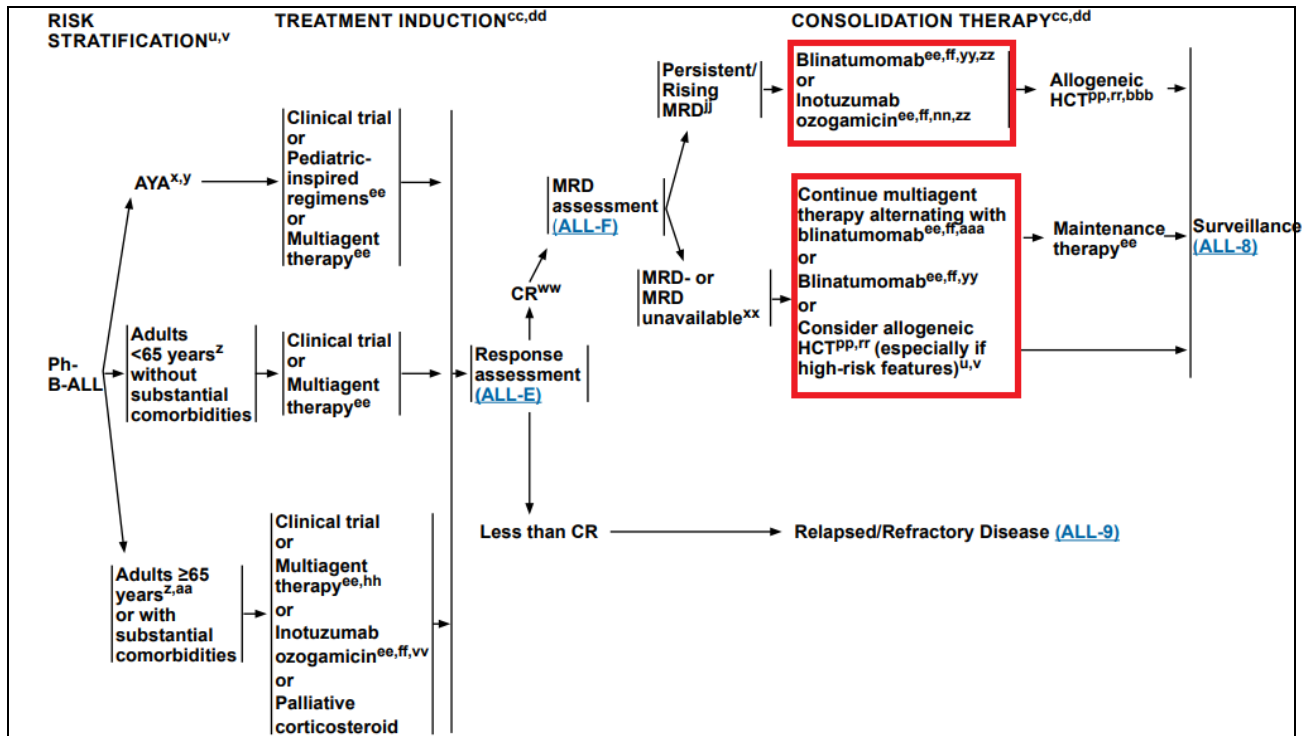 RISK
STRATIFICATIONu,v
TREATMENT INDUCTIONcc,dd
CONSOLIDATION THERAPYcc,dd
Ph-
B-ALL
AYAx,y
Clinical trial
or
Pediatric-
inspired
regimensee
or
Multiagent
therapyee
Adults
<65 yearsz
without
substantial
comorbidities
Clinical trial
or
Multiagent
therapyee
Adults ≥65
yearsz,aa
or with
substantial
comorbidities
Clinical trial
or
Multiagent
therapyee,hh
or
Inotuzumab
ozogamicinee,ff,vv
or
Palliative
corticosteroid
Response
assessment
(ALL-E)
CRww
MRD
assessment
(ALL-F)
Persistent/
Rising
MRDjj
Blinatumomabee,ff,yy,zz
or
Inotuzumab
ozogamicinee,ff,nn,zz
Allogeneic
HCTpp,rr,bbb
MRD- or
MRD
unavailablexx
Continue multiagent
therapy alternating with
blinatumomabee,ff,aaa
or
Blinatumomabee,ff,yy
or
Consider allogeneic
HCTpp,rr (especially if
high-risk features)u,v
Maintenance
therapyee
Surveillance
(ALL-8)
Less than CR
Relapsed/Refractory Disease (ALL-9)